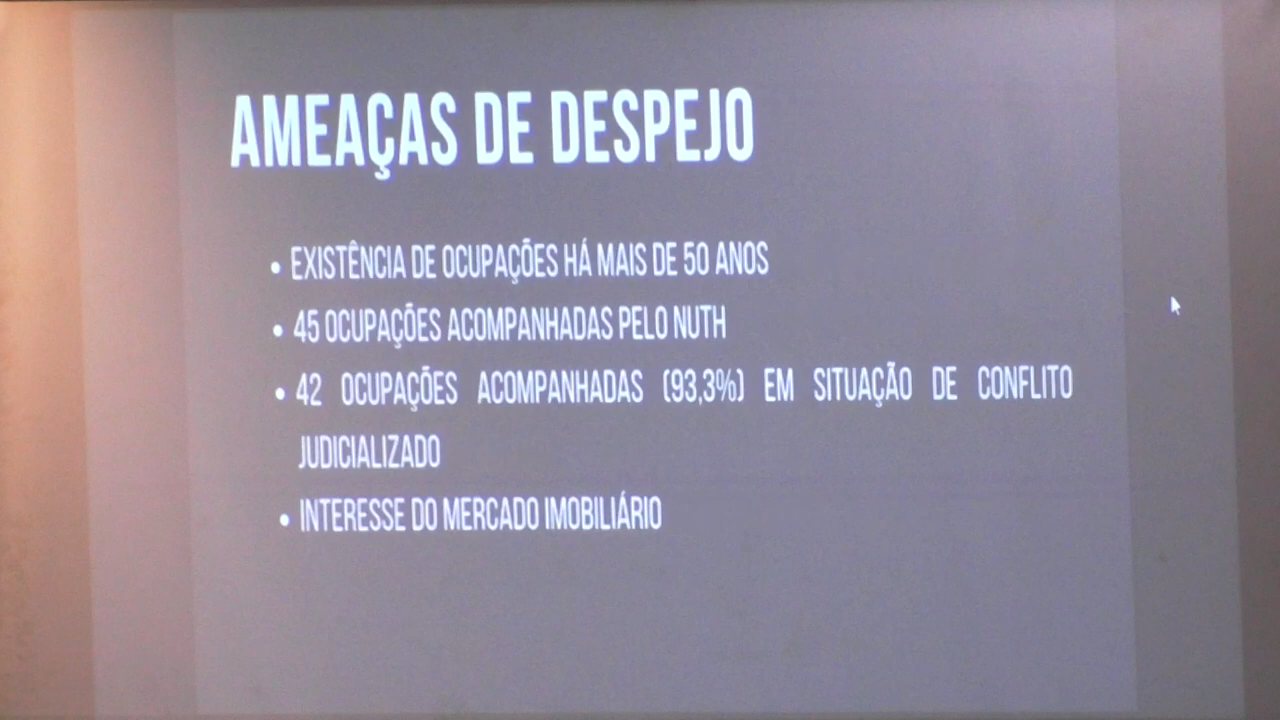 AMEAÇAS DE DESPEJO
• EXISTÊNCIA DE OCUPAÇÕES HÁ MAIS DE 50 ANOS
• 45 OCUPAÇÕES ACOMPANHADAS PELO NUTH
• 42 OCUPAÇÕES ACOMPANHADAS (93,3%) EM SITUAÇÃO DE CONFLITO
JUDICIALIZADO
• INTERESSE DO MERCADO IMOBILIÁRIO